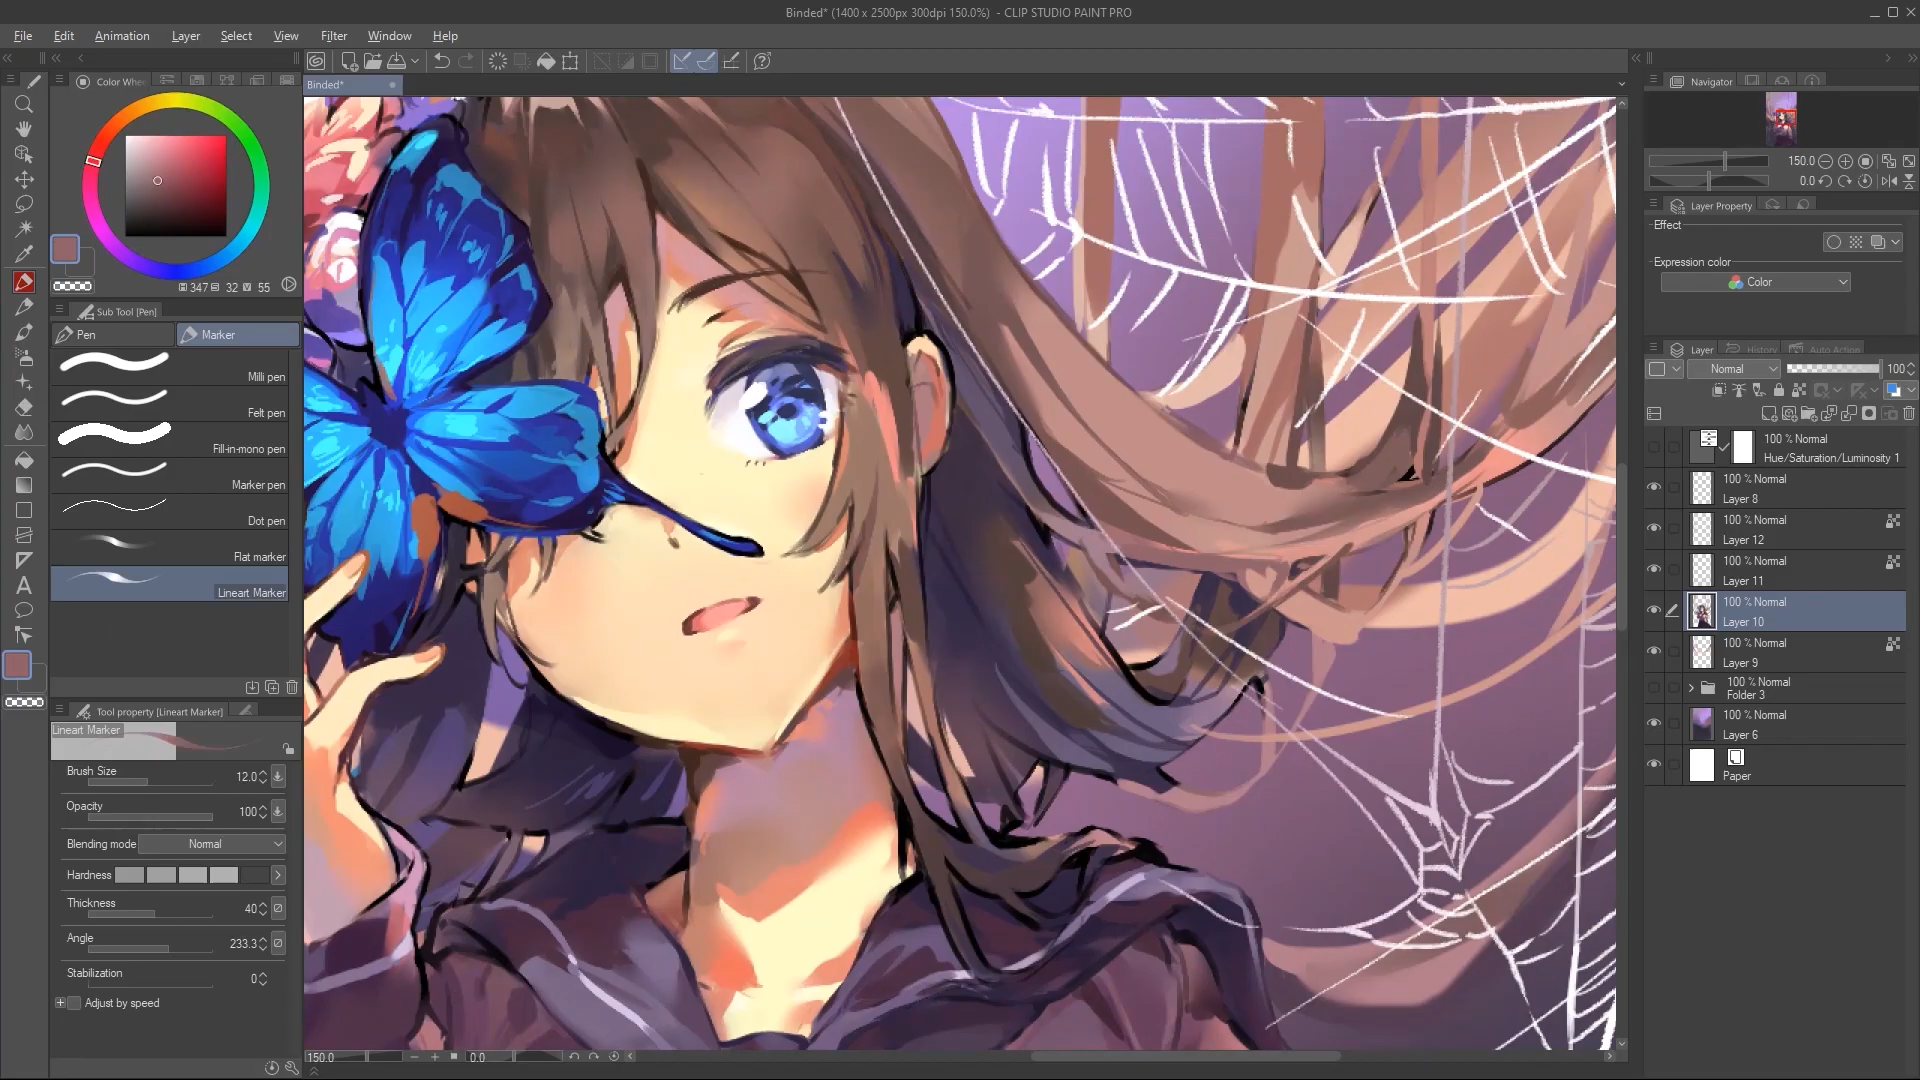 Binded* (1400 x 2500px 300dpi 150.0%) - CLIP STUDIO PAINT PRO
File Edit Animation Layer Select View Filter Window Help
Color Whe
Binded*
Navigator
150.0
0.0
Layer Property
Effect
Expression color
Color
347 S 32 V 55
Sub Tool [Pen]
Pen
Marker
Milli pen
Felt pen
Fill-in-mono pen
Marker pen
Dot pen
Flat marker
Lineart Marker
Tool property [Lineart Marker]
Lineart Marker
Brush Size 12.0
Opacity 100
Blending mode Normal
Hardness
Thickness 40
Angle 233.3
Stabilization 0
Adjust by speed
Layer History Auto Action
Normal 100
100 % Normal
Hue/Saturation/Luminosity 1
100 % Normal
Layer 8
100 % Normal
Layer 12
100 % Normal
Layer 11
100 % Normal
Layer 10
100 % Normal
Layer 9
100 % Normal
Folder 3
100 % Normal
Layer 6
Paper
150.0
0.0